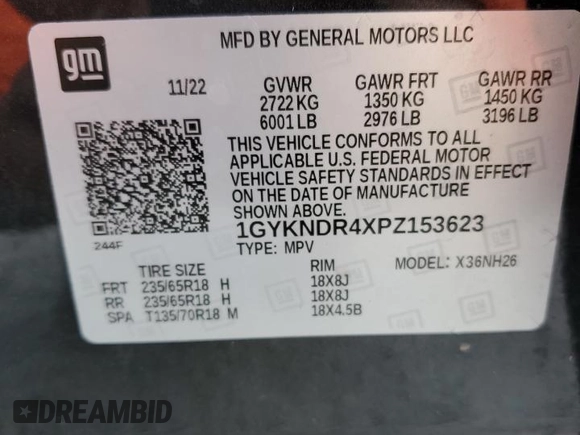 gm
MFD BY GENERAL MOTORS LLC
11/22 GVWR GAWR FRT GAWR RR
2722 KG 1350 KG 1450 KG
6001 LB 2976 LB 3196 LB
THIS VEHICLE CONFORMS TO ALL
APPLICABLE U.S. FEDERAL MOTOR
VEHICLE SAFETY STANDARDS IN EFFECT
ON THE DATE OF MANUFACTURE
SHOWN ABOVE.
1GYKNDR4XPZ153623
244F TYPE: MPV MODEL: X36NH26
TIRE SIZE RIM
FRT 235/65R18 H 18X8J
RR 235/65R18 H 18X8J
SPA T135/70R18 M 18X4.5B
DREAMBID